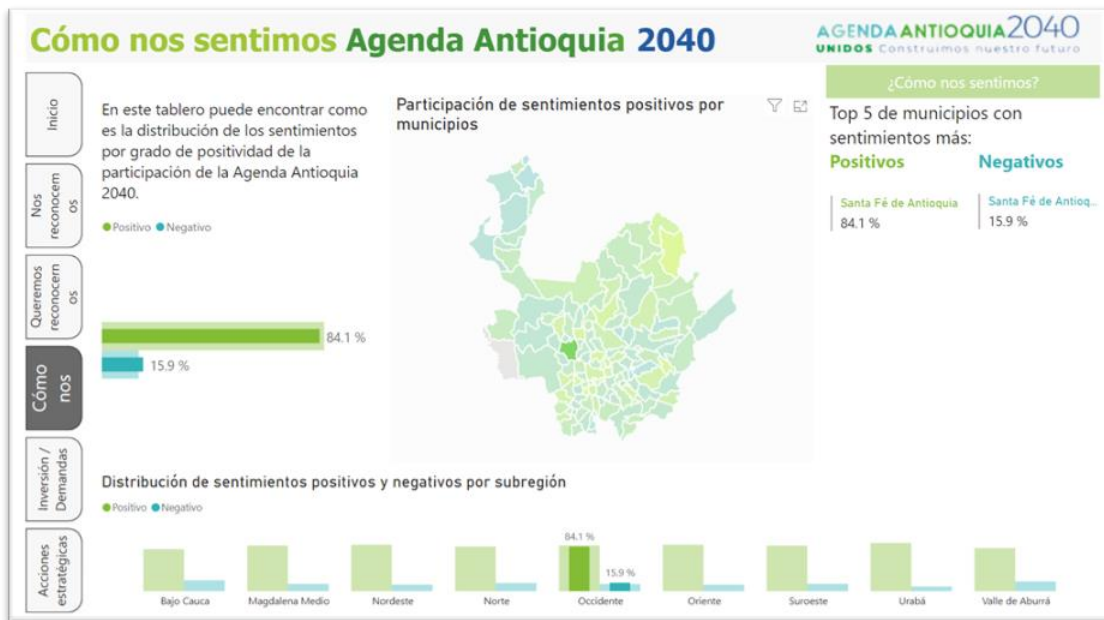 Cómo nos sentimos Agenda Antioquia 2040
AGENDA ANTIOQUIA 2040
UNIDOS Construimos nuestro futuro
Inicio
Nos
reconocem
os
Queremos
reconocern
os
Cómo
nos
Inversión /
Demandas
Acciones
estratégicas
En este tablero puede encontrar como
es la distribución de los sentimientos
por grado de positividad de la
participación de la Agenda Antioquia
2040.
Positivo Negativo
84.1 %
15.9 %
Participación de sentimientos positivos por
municipios
¿Cómo nos sentimos?
Top 5 de municipios con
sentimientos más:
Positivos Negativos
Santa Fé de Antioquia
84.1 %
Santa Fé de Antioq...
15.9 %
Distribución de sentimientos positivos y negativos por subregión
Positivo Negativo
84.1 %
15.9 %
Bajo Cauca Magdalena Medio Nordeste Norte Occidente Oriente Suroeste Urabá Valle de Aburrá